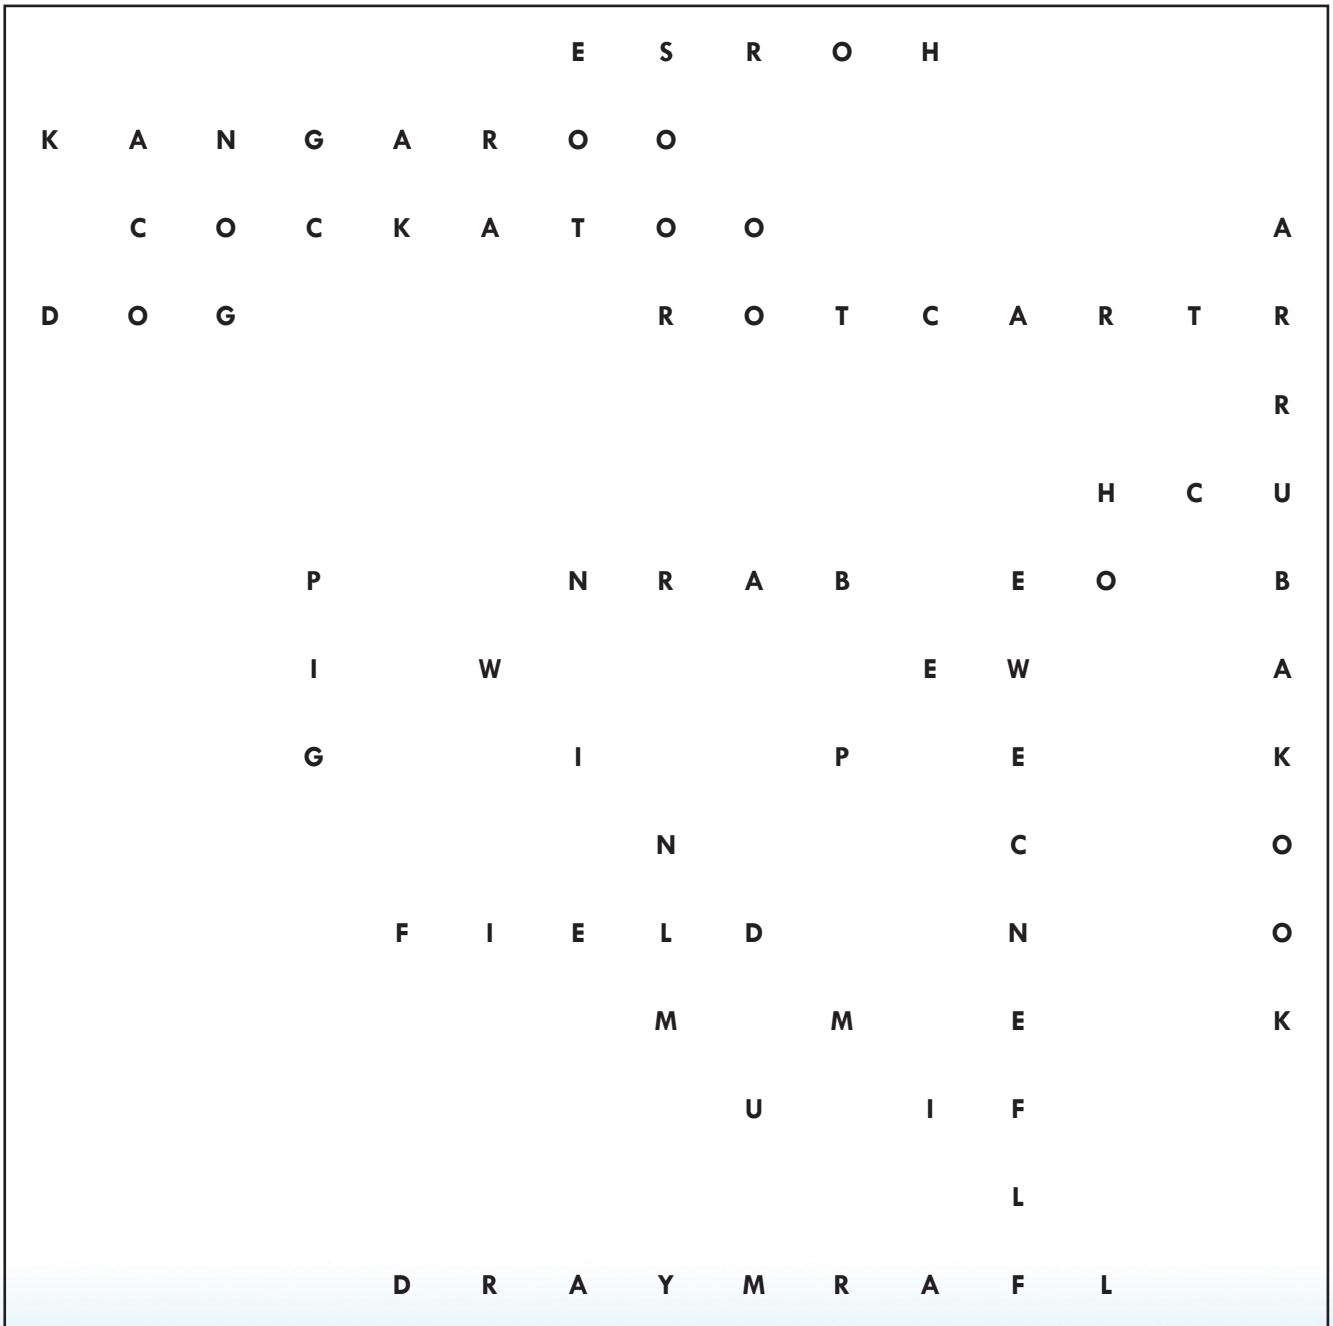 E S R O H
K A N G A R O O
C O C K A T O O A
D O G R O T C A R T R
R
H C U
P N R A B E O B
I W E W A
G I P E K
N C O
F I E L D N O
M M E K
U I F
L
D R A Y M R A F L